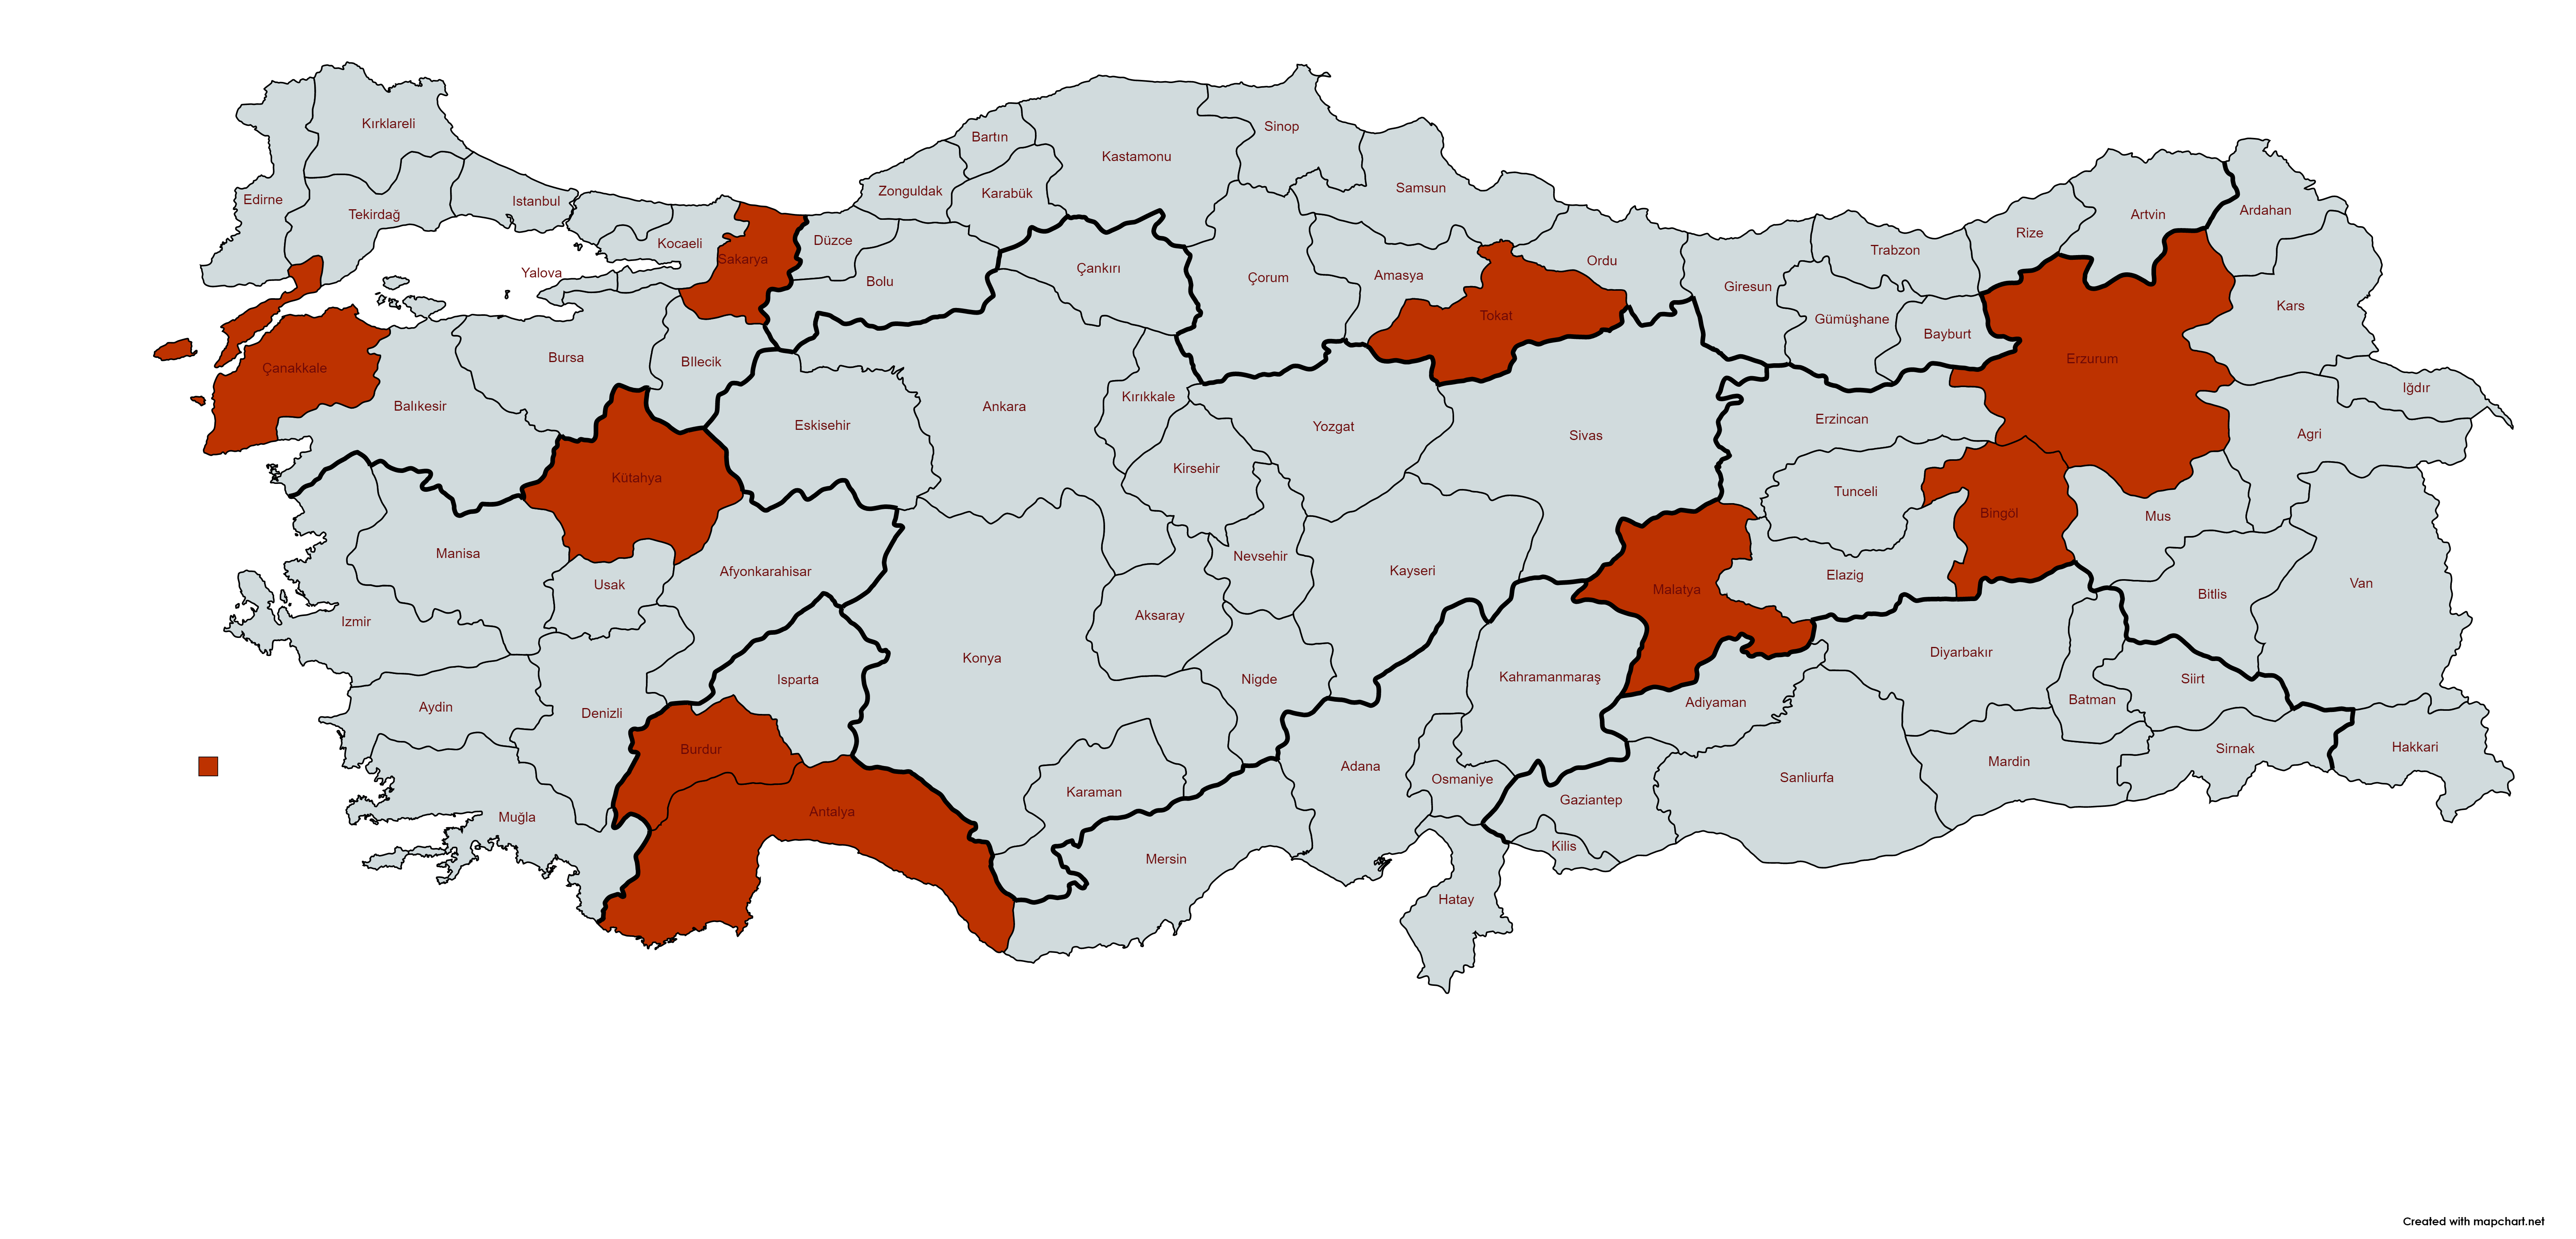 Kırklareli
Edirne
Tekirdağ
Istanbul
Kocaeli
Yalova
Sakarya
Düzce
Bolu
Zonguldak
Bartın
Karabük
Kastamonu
Sinop
Samsun
Çankırı
Çorum
Amasya
Tokat
Ordu
Giresun
Trabzon
Rize
Artvin
Ardahan
Gümüşhane
Bayburt
Erzurum
Kars
Iğdır
Agri
Çanakkale
Balıkesir
Bursa
BIlecik
Kütahya
Eskisehir
Ankara
Kırıkkale
Kirsehir
Yozgat
Sivas
Erzincan
Tunceli
Bingöl
Mus
Bitlis
Van
Manisa
Usak
Afyonkarahisar
Izmir
Aydin
Denizli
Muğla
Isparta
Burdur
Antalya
Konya
Aksaray
Nevsehir
Kayseri
Nigde
Karaman
Mersin
Adana
Osmaniye
Hatay
Kahramanmaraş
Malatya
Elazig
Adiyaman
Diyarbakır
Batman
Siirt
Sirnak
Hakkari
Mardin
Sanliurfa
Gaziantep
Kilis
Created with mapchart.net